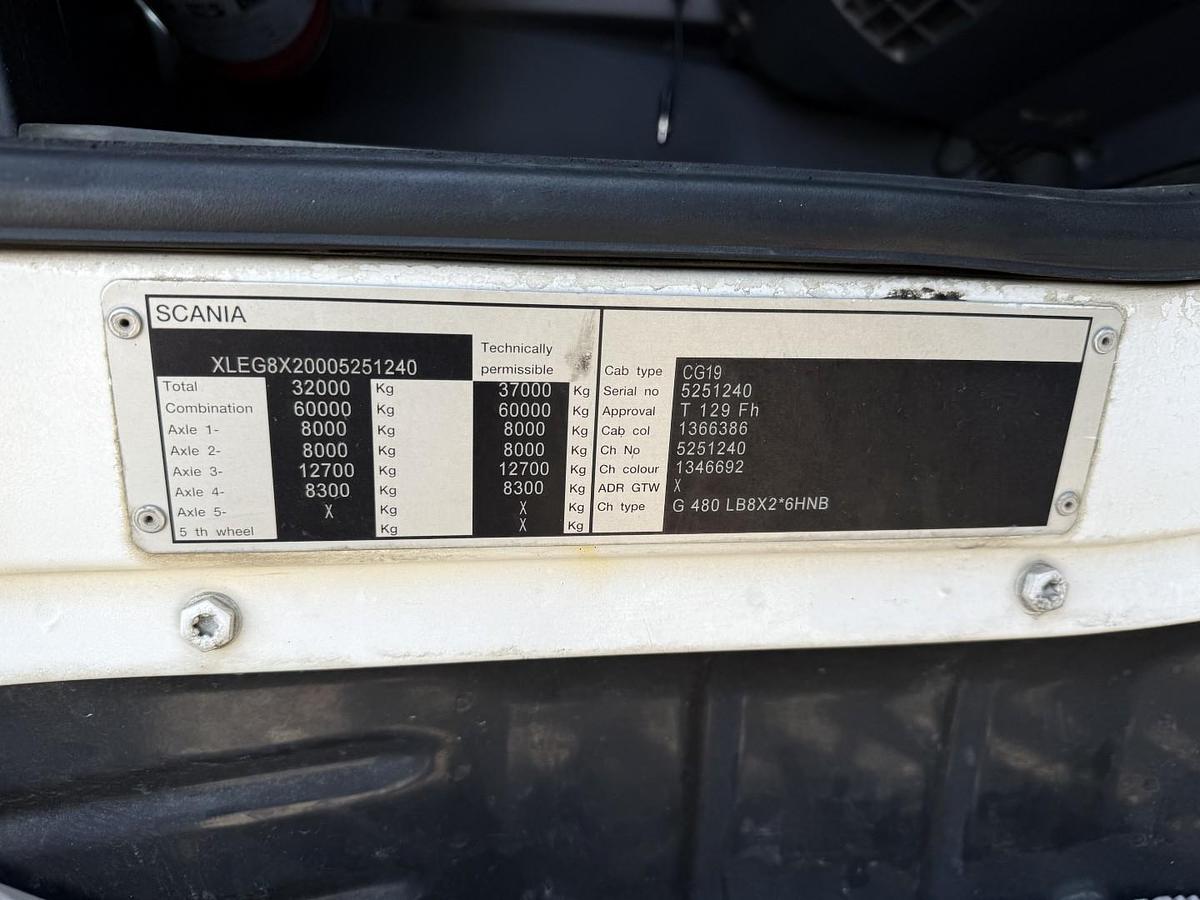 SCANIA
XLEG8X20005251240
Technically
permissible
Total 32000 Kg 37000 Kg
Combination 60000 Kg 60000 Kg
Axle 1- 8000 Kg 8000 Kg
Axle 2- 8000 Kg 8000 Kg
Axle 3- 12700 Kg 12700 Kg
Axle 4- 8300 Kg 8300 Kg
Axle 5- X Kg X Kg
5 th wheel Kg X Kg
Cab type CG19
Serial no 5251240
Approval T 129 Fh
Cab col 1366386
Ch No 5251240
Ch colour 1346692
ADR GTW X
Ch type G 480 LB8X2*6HNB